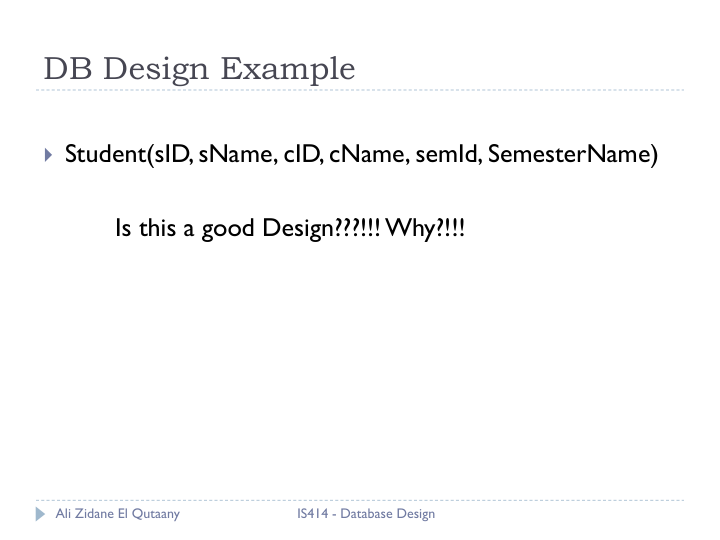 DB Design Example
Student(sID, sName, cID, cName, semId, SemesterName)
Is this a good Design???!!! Why?!!!
Ali Zidane El Qutaany
IS414 - Database Design